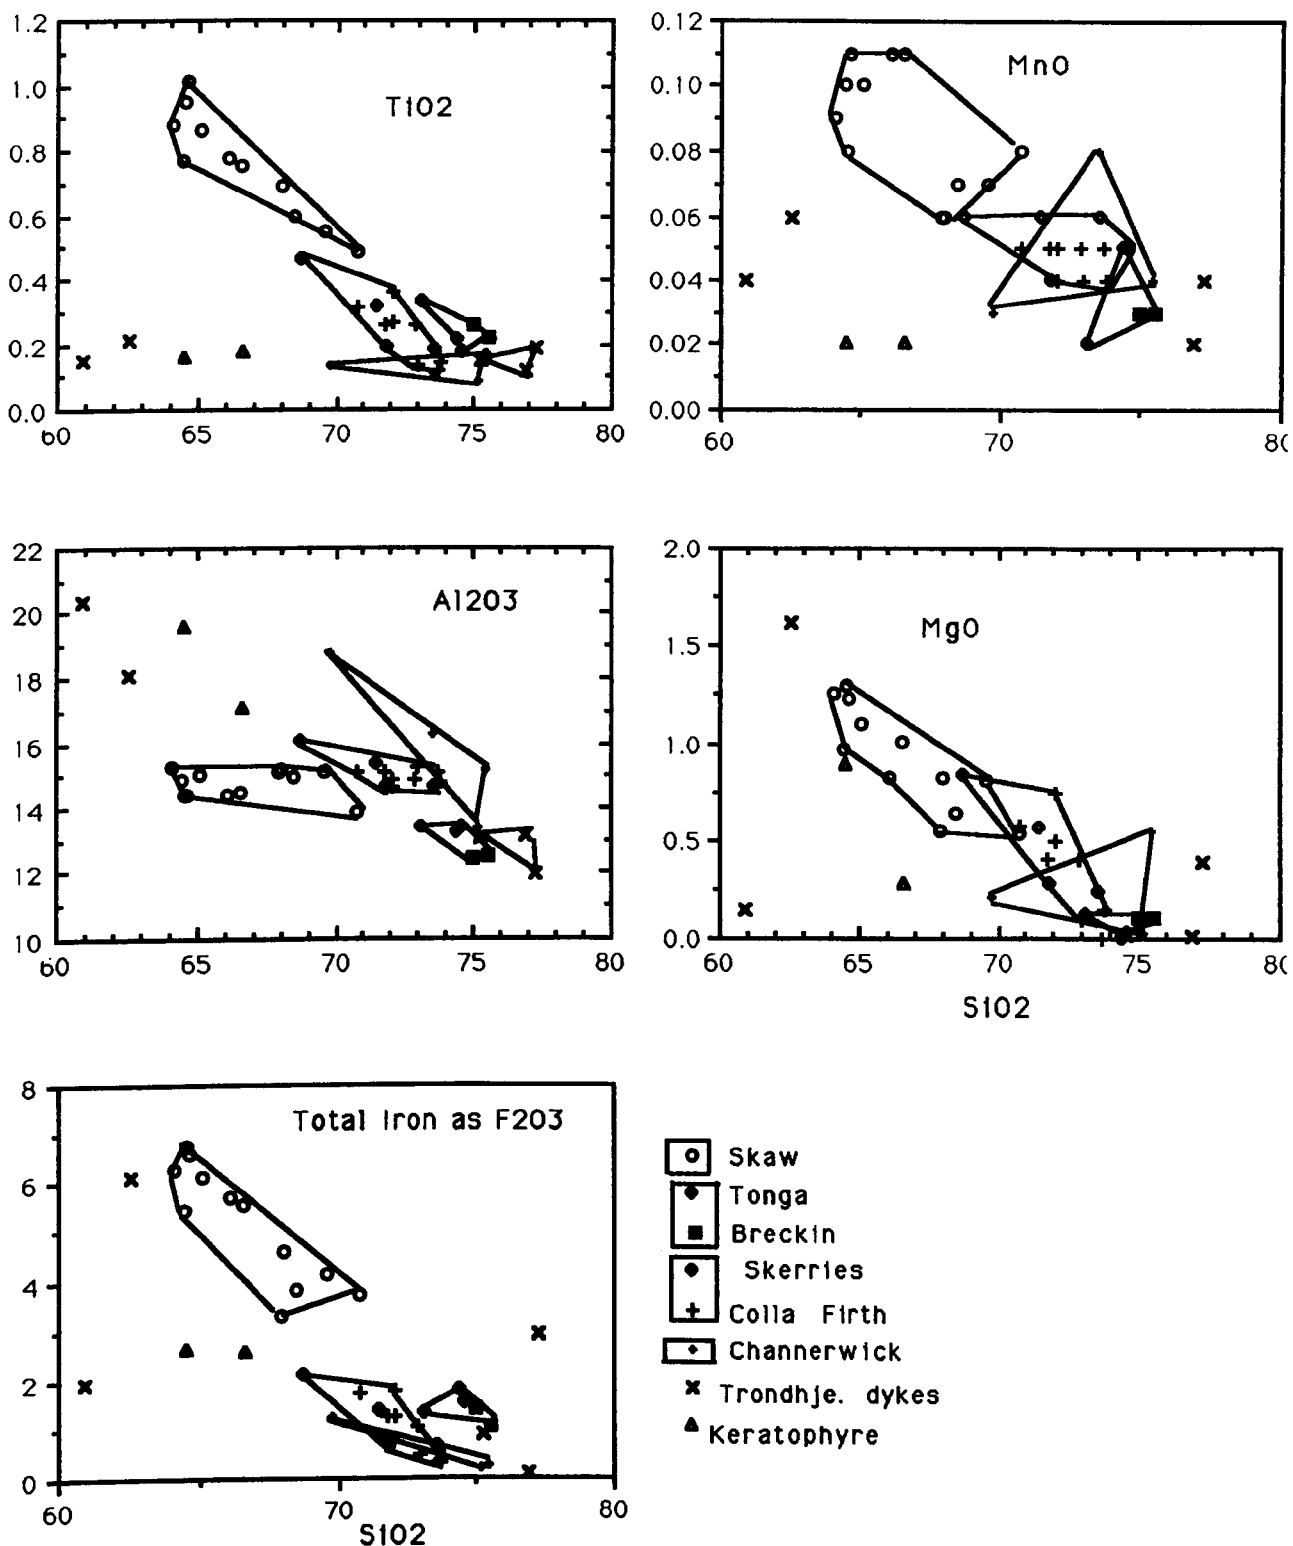 1.2
1.0
0.8
0.6
0.4
0.2
0.0
TiO2
60 65 70 75 80
0.12
0.10
0.08
0.06
0.04
0.02
0.00
MnO
60 70 80
22
20
18
16
14
12
10
Al2O3
60 65 70 75 80
2.0
1.5
1.0
0.5
0.0
MgO
60 65 70 75 80
SiO2
8
6
4
2
0
Total Iron as F2O3
60 70 80
SiO2
Skaw
Tonga
Breckin
Skerries
Colla Firth
Channerwick
Trondhje. dykes
Keratophyre